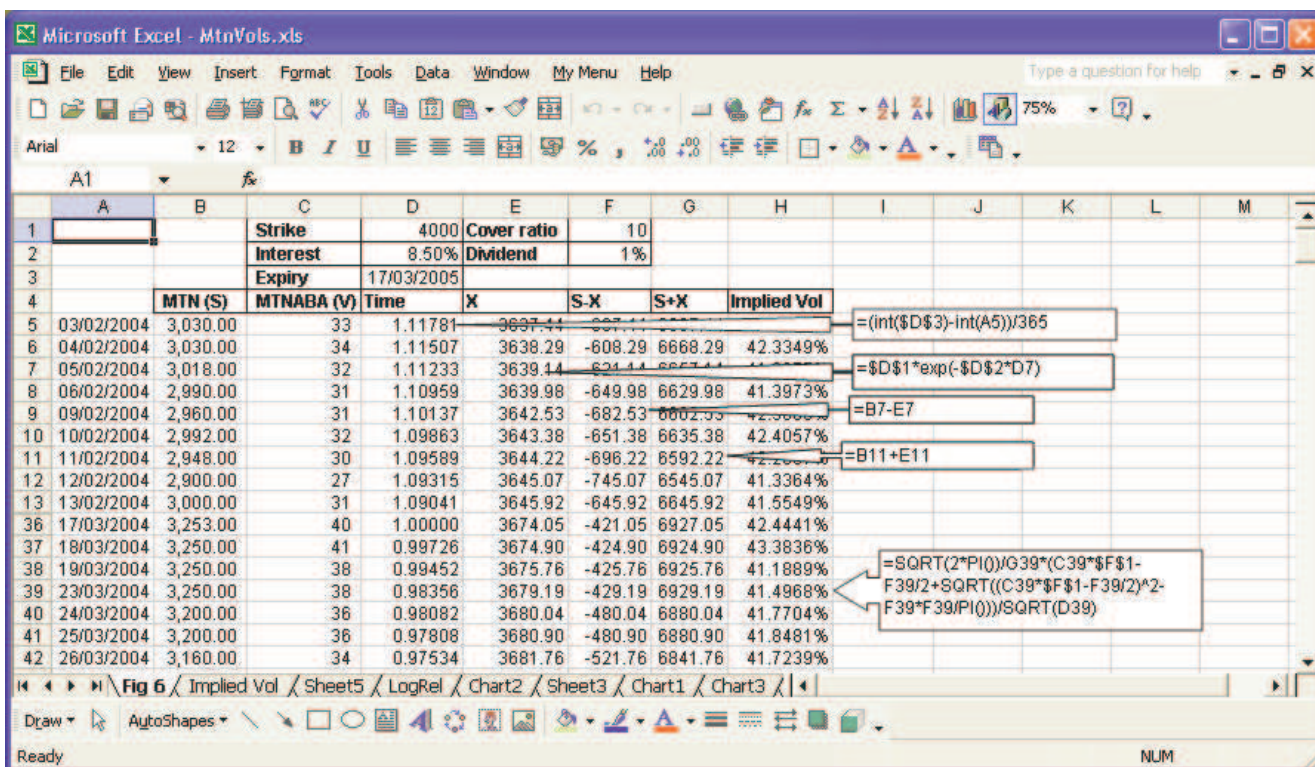 Microsoft Excel - MtnVols.xls
File Edit View Insert Format Tools Data Window My Menu Help Type a question for help
75%
Arial 12 B I U
A1 fx
A B C D E F G H I J K L M
1 Strike 4000 Cover ratio 10
2 Interest 8.50% Dividend 1%
3 Expiry 17/03/2005
4 MTN (S) MTNABA (V) Time X S-X S+X Implied Vol
5 03/02/2004 3,030.00 33 1.11781 =(int($D$3)-int(A5))/365
6 04/02/2004 3,030.00 34 1.11507 3638.29 -608.29 6668.29 42.3349%
7 05/02/2004 3,018.00 32 1.11233 3639.14 =$D$1*exp(-$D$2*D7)
8 06/02/2004 2,990.00 31 1.10959 3639.98 -649.98 6629.98 41.3973%
9 09/02/2004 2,960.00 31 1.10137 3642.53 -682.53 =B7-E7
10 10/02/2004 2,992.00 32 1.09863 3643.38 -651.38 6635.38 42.4057%
11 11/02/2004 2,948.00 30 1.09589 3644.22 -696.22 6592.22 =B11+E11
12 12/02/2004 2,900.00 27 1.09315 3645.07 -745.07 6545.07 41.3364%
13 13/02/2004 3,000.00 31 1.09041 3645.92 -645.92 6645.92 41.5549%
36 17/03/2004 3,253.00 40 1.00000 3674.05 -421.05 6927.05 42.4441%
37 18/03/2004 3,250.00 41 0.99726 3674.90 -424.90 6924.90 43.3836%
38 19/03/2004 3,250.00 38 0.99452 3675.76 -425.76 6925.76 41.1889%
39 23/03/2004 3,250.00 38 0.98356 3679.19 -429.19 6929.19 41.4968%
40 24/03/2004 3,200.00 36 0.98082 3680.04 -480.04 6880.04 41.7704%
41 25/03/2004 3,200.00 36 0.97808 3680.90 -480.90 6880.90 41.8481%
42 26/03/2004 3,160.00 34 0.97534 3681.76 -521.76 6841.76 41.7239%
=SQRT(2*PI())/G39*(C39*$F$1-
F39/2+SQRT((C39*$F$1-F39/2)^2-
F39*F39/PI()))/SQRT(D39)
Fig 6 / Implied Vol / Sheet5 / LogRel / Chart2 / Sheet3 / Chart1 / Chart3
Draw AutoShapes
Ready NUM